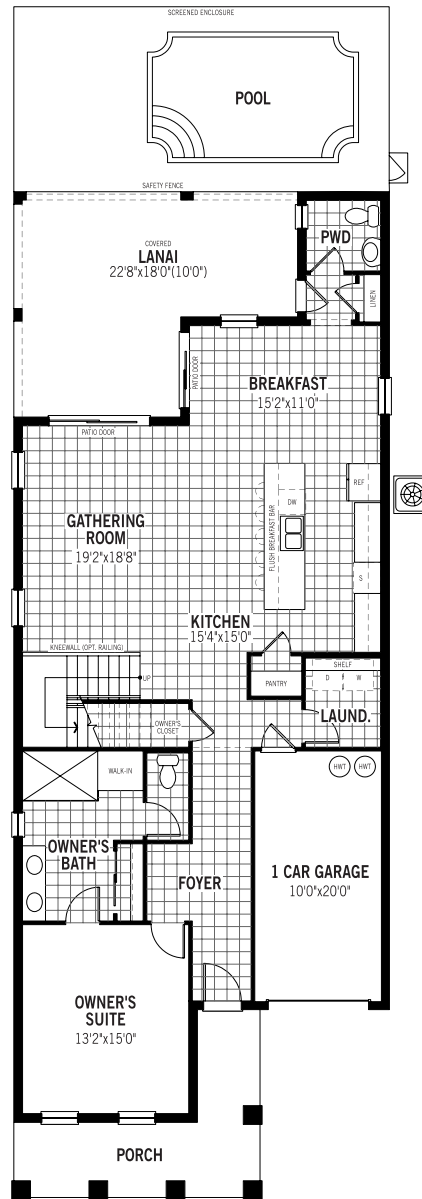 SCREENED ENCLOSURE
POOL
SAFETY FENCE
COVERED
LANAI
22'8"x18'0"(10'0")
PWD
LINEN
PATIO DOOR
BREAKFAST
15'2"x11'0"
PATIO DOOR
REF
DW
FLUSH BREAKFAST BAR
GATHERING
ROOM
19'2"x18'8"
S
KITCHEN
15'4"x15'0"
KNEEWALL (OPT. RAILING)
UP
PANTRY
SHELF
D
W
LAUND.
OWNER'S
CLOSET
WALK-IN
HWT
HWT
OWNER'S
BATH
FOYER
1 CAR GARAGE
10'0"x20'0"
OWNER'S
SUITE
13'2"x15'0"
PORCH